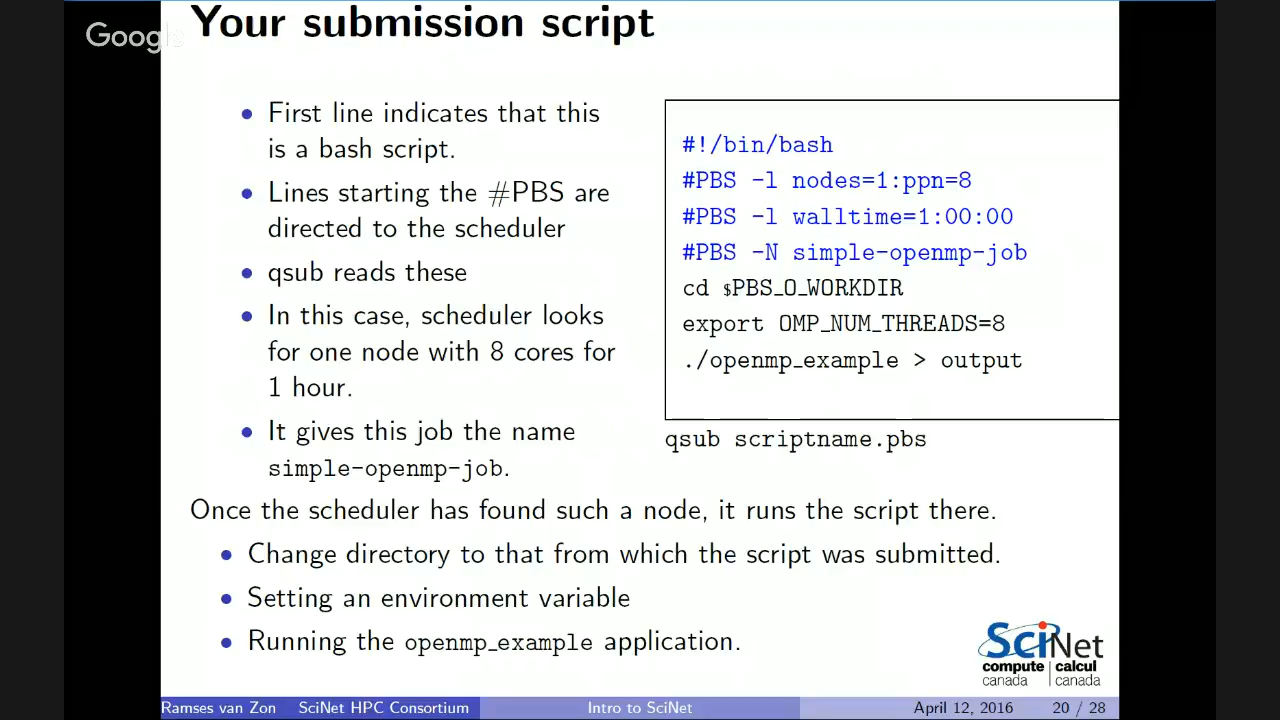 Google
Your submission script
• First line indicates that this
is a bash script.
• Lines starting the #PBS are
directed to the scheduler
• qsub reads these
• In this case, scheduler looks
for one node with 8 cores for
1 hour.
• It gives this job the name
simple-openmp-job.
#!/bin/bash
#PBS -l nodes=1:ppn=8
#PBS -l walltime=1:00:00
#PBS -N simple-openmp-job
cd $PBS_O_WORKDIR
export OMP_NUM_THREADS=8
./openmp_example > output
qsub scriptname.pbs
Once the scheduler has found such a node, it runs the script there.
• Change directory to that from which the script was submitted.
• Setting an environment variable
• Running the openmp_example application.
SciNet
compute | calcul
canada | canada
Ramses van Zon SciNet HPC Consortium Intro to SciNet April 12, 2016 20 / 28